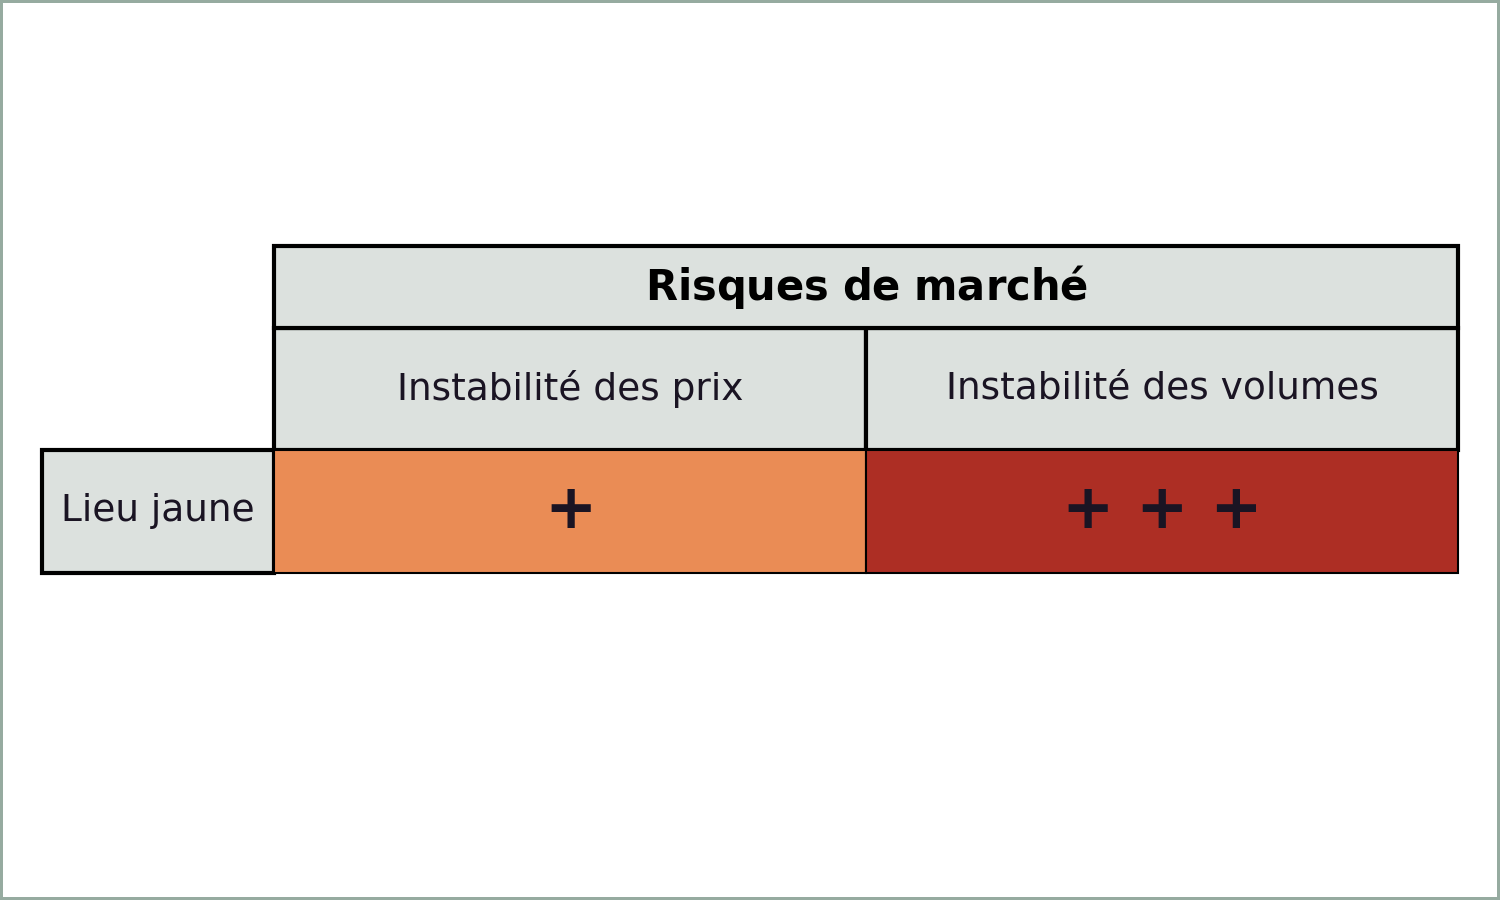 Risques de marché
Instabilité des prix
Instabilité des volumes
Lieu jaune
+
+ + +